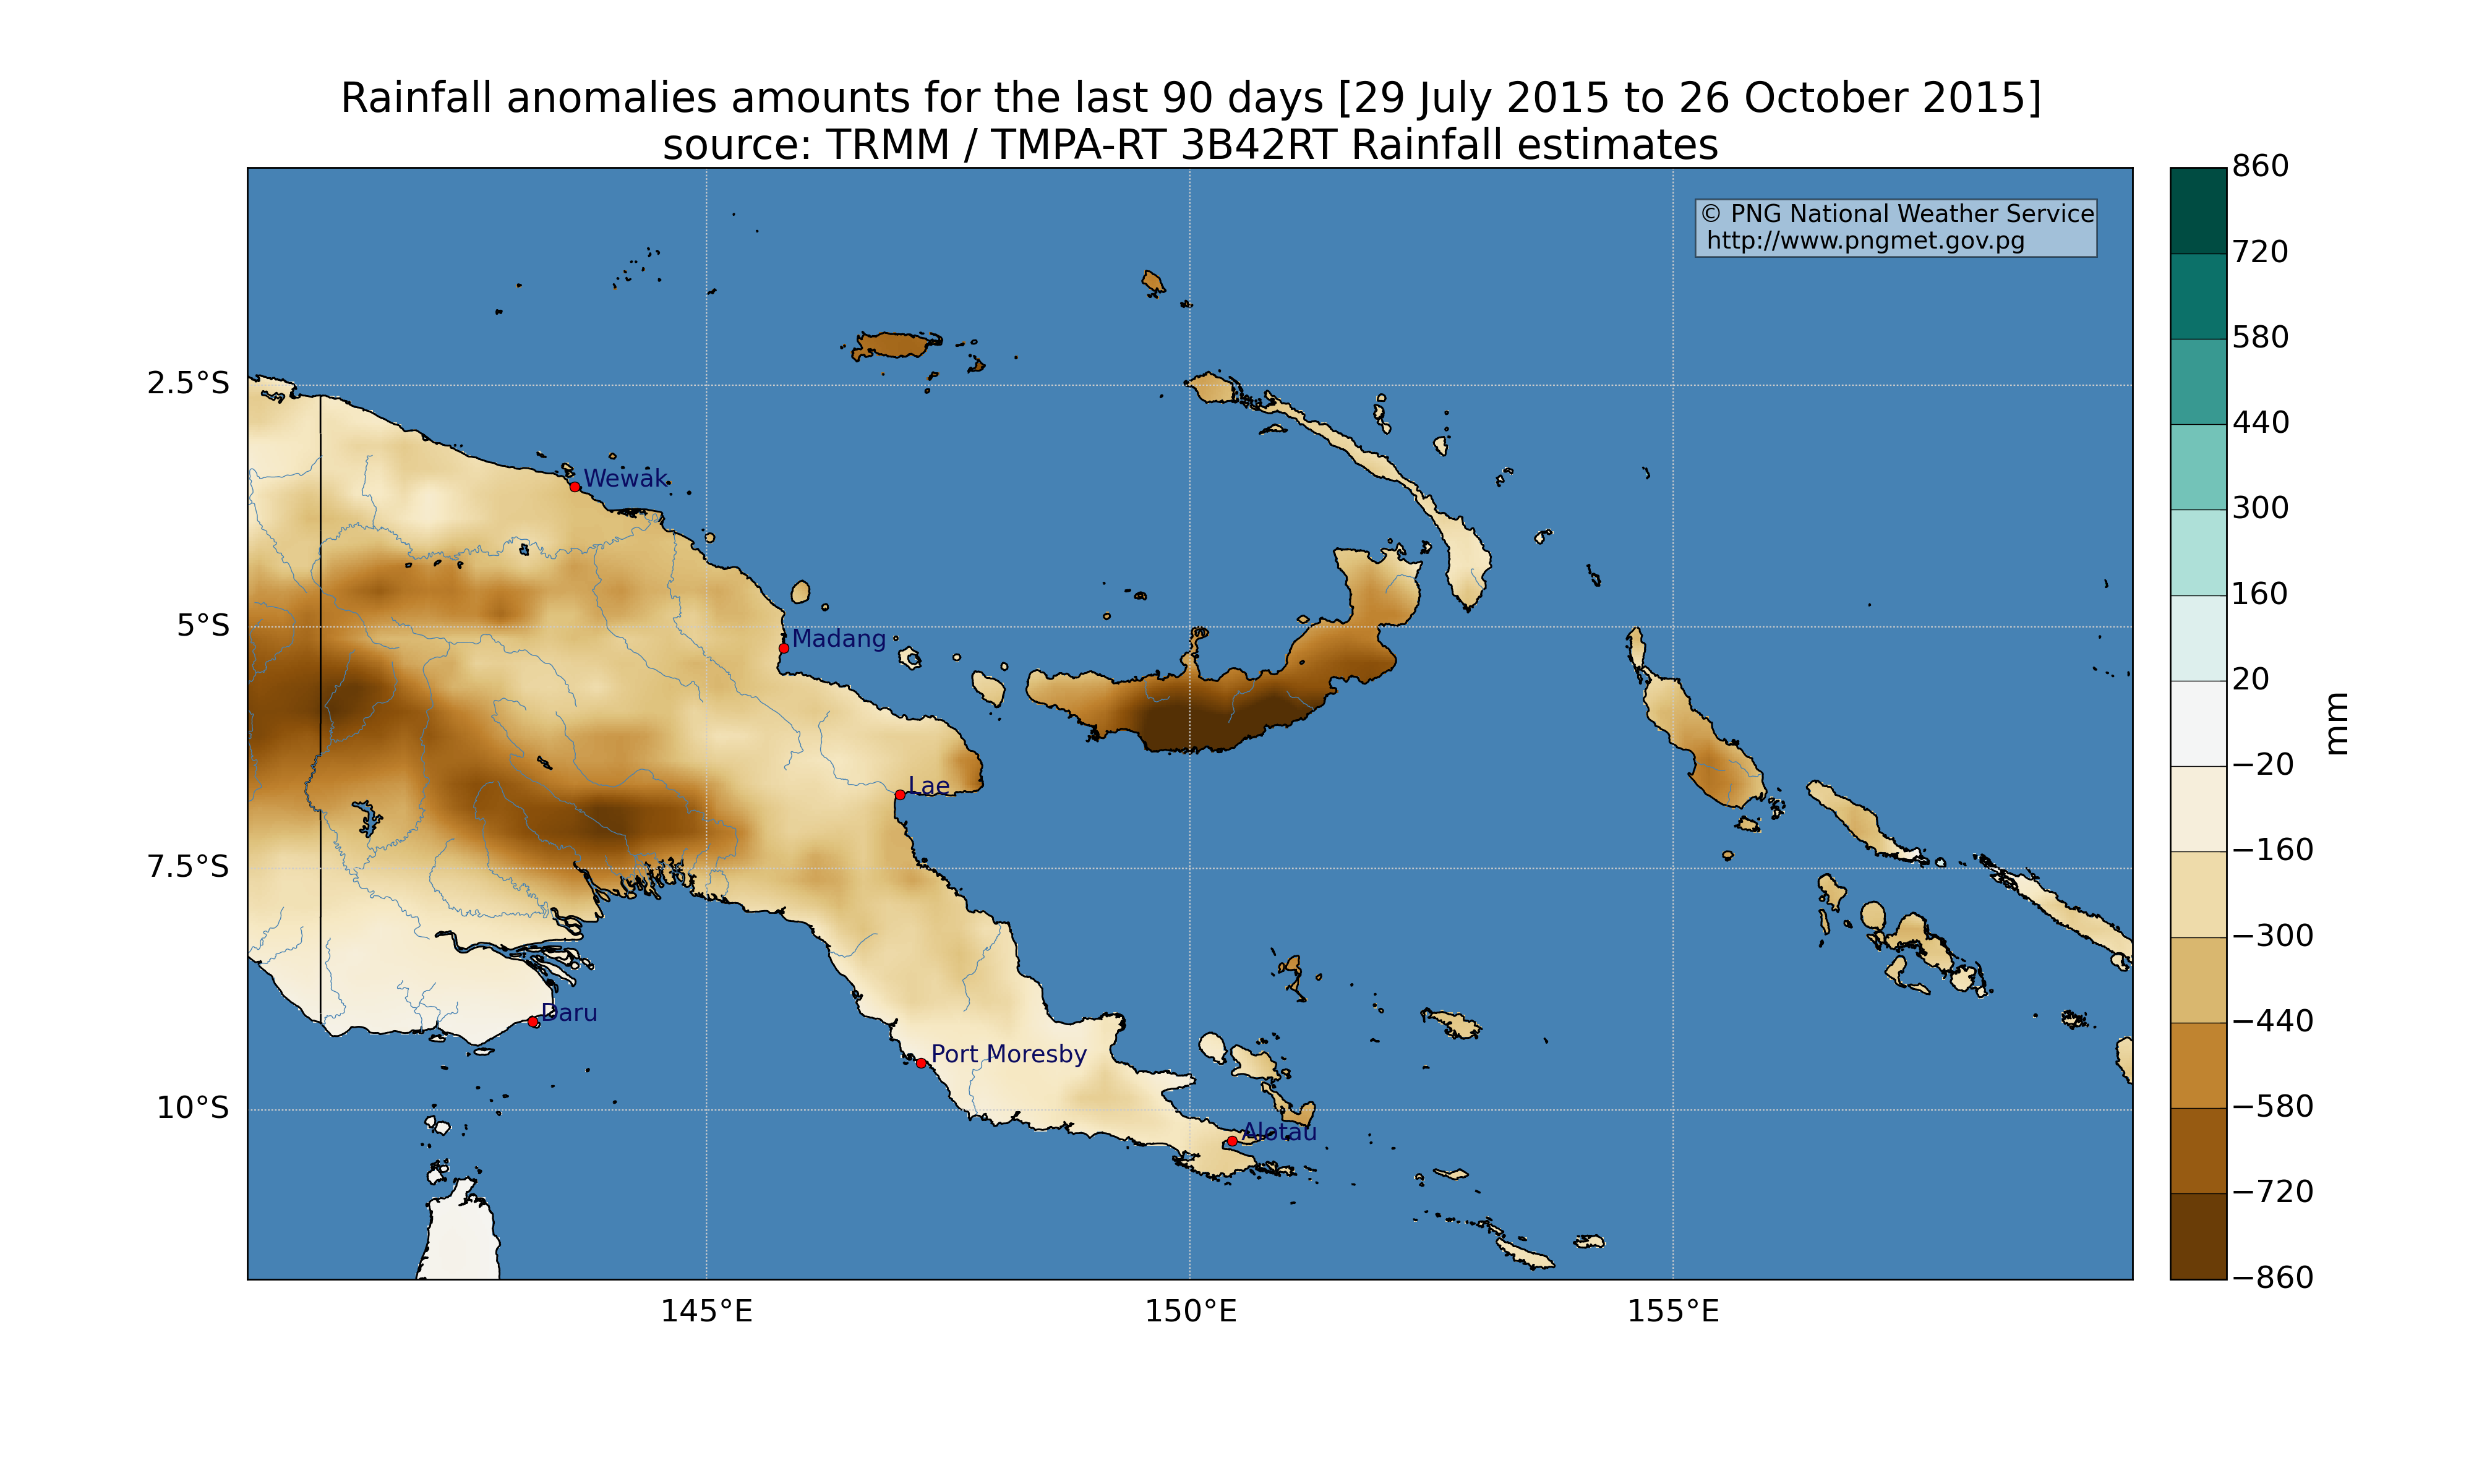 Rainfall anomalies amounts for the last 90 days [29 July 2015 to 26 October 2015]
source: TRMM / TMPA-RT 3B42RT Rainfall estimates
© PNG National Weather Service
http://www.pngmet.gov.pg
2.5°S
5°S
7.5°S
10°S
Wewak
Madang
Lae
Daru
Port Moresby
Alotau
145°E
150°E
155°E
860
720
580
440
300
160
20
−20
−160
−300
−440
−580
−720
−860
mm